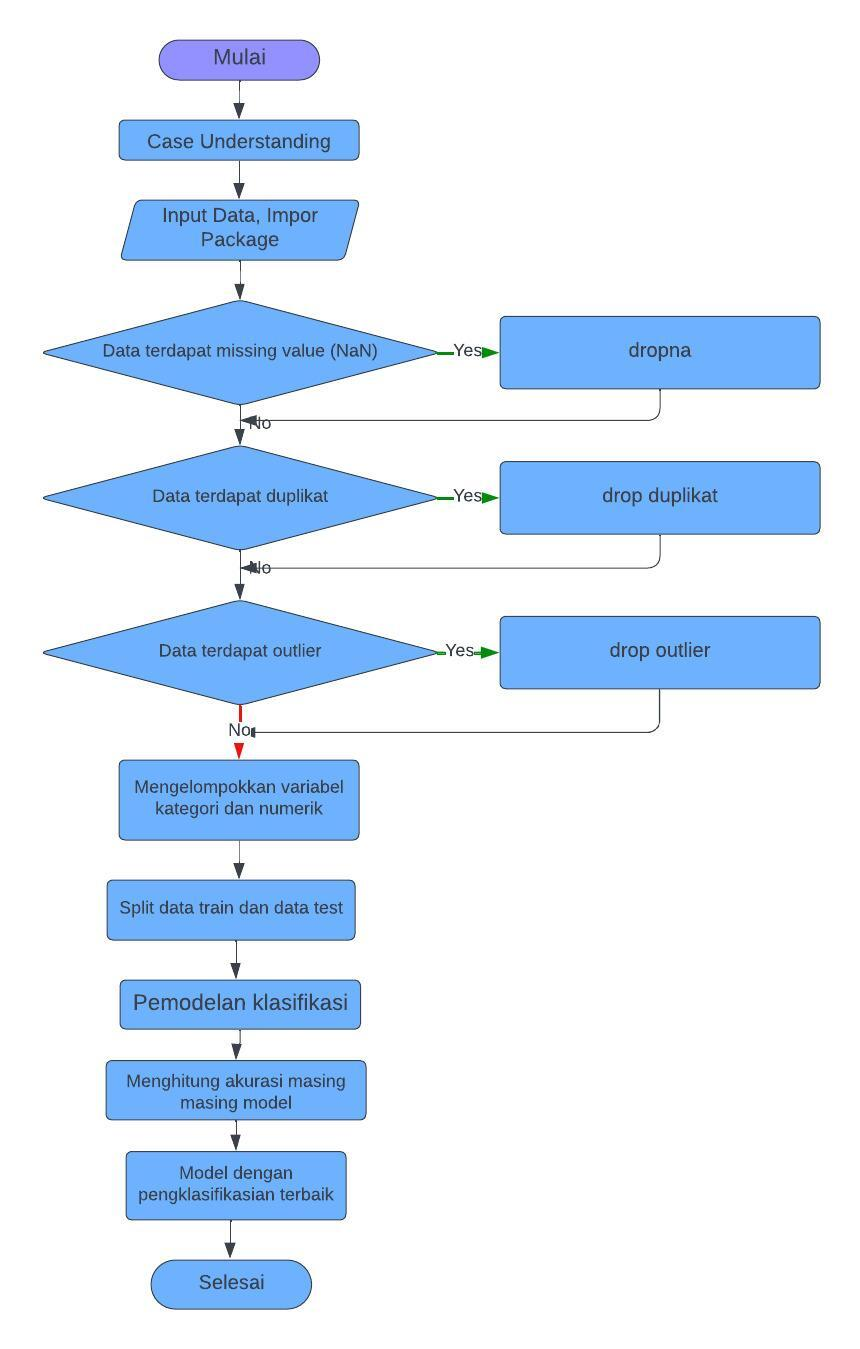 Mulai
Case Understanding
Input Data, Impor
Package
Data terdapat missing value (NaN)
Yes
dropna
No
Data terdapat duplikat
Yes
drop duplikat
No
Data terdapat outlier
Yes
drop outlier
No
Mengelompokkan variabel
kategori dan numerik
Split data train dan data test
Pemodelan klasifikasi
Menghitung akurasi masing
masing model
Model dengan
pengklasifikasian terbaik
Selesai